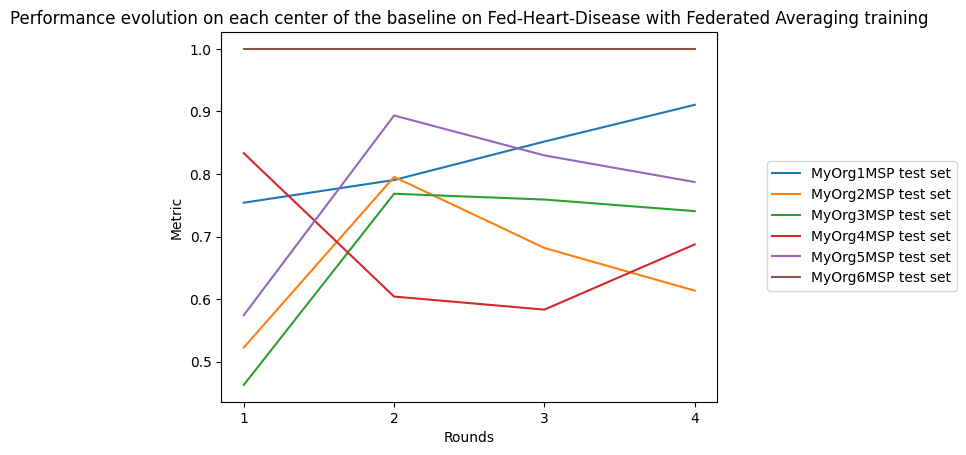 Performance evolution on each center of the baseline on Fed-Heart-Disease with Federated Averaging training
1.0
0.9
0.8
0.7
0.6
0.5
Metric
1 2 3 4
Rounds
MyOrg1MSP test set
MyOrg2MSP test set
MyOrg3MSP test set
MyOrg4MSP test set
MyOrg5MSP test set
MyOrg6MSP test set